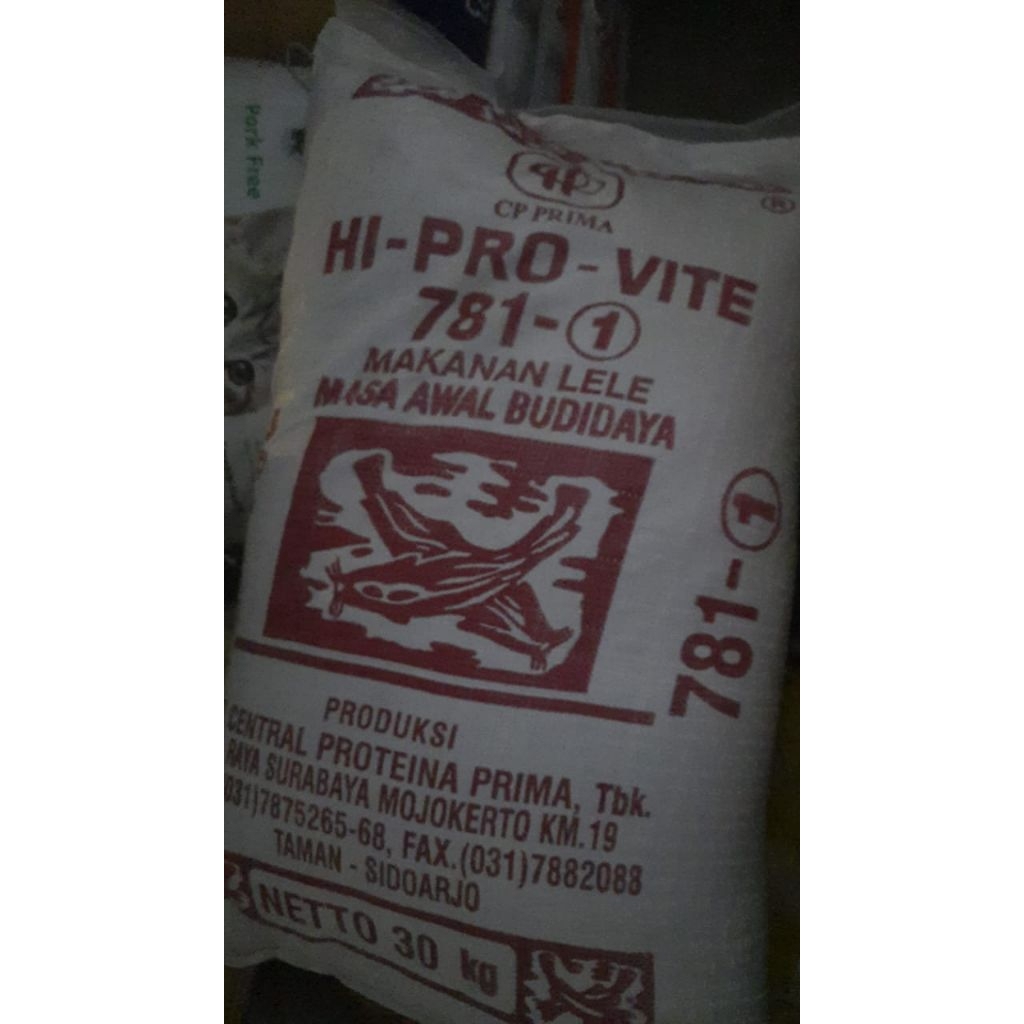 Pork Free
®
CP PRIMA
HI-PRO-VITE
781-1
MAKANAN LELE
MASA AWAL BUDIDAYA
781-1
PRODUKSI
CENTRAL PROTEINA PRIMA, Tbk.
RAYA SURABAYA MOJOKERTO KM.19
031)7875265-68, FAX.(031)7882088
TAMAN - SIDOARJO
NETTO 30 kg